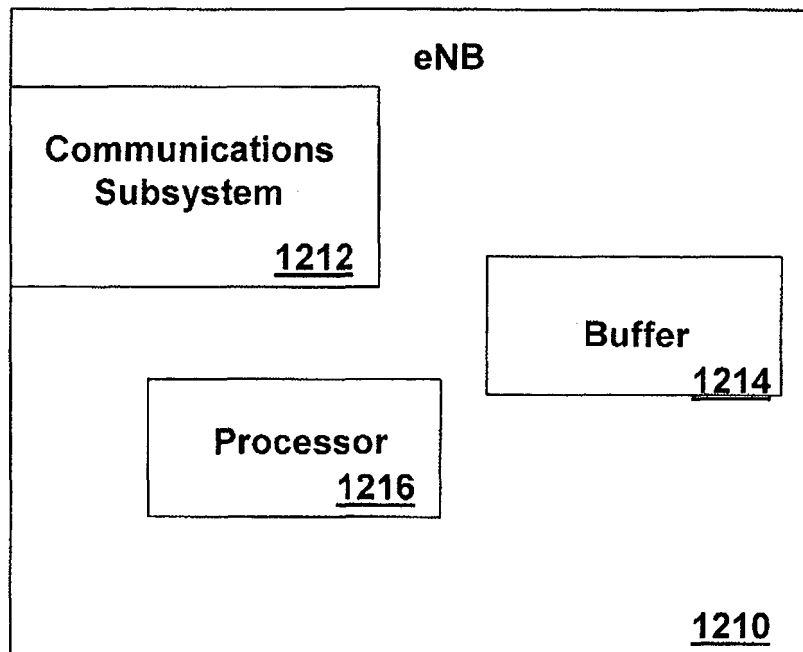 eNB
Communications
Subsystem
1212
Buffer
1214
Processor
1216
1210